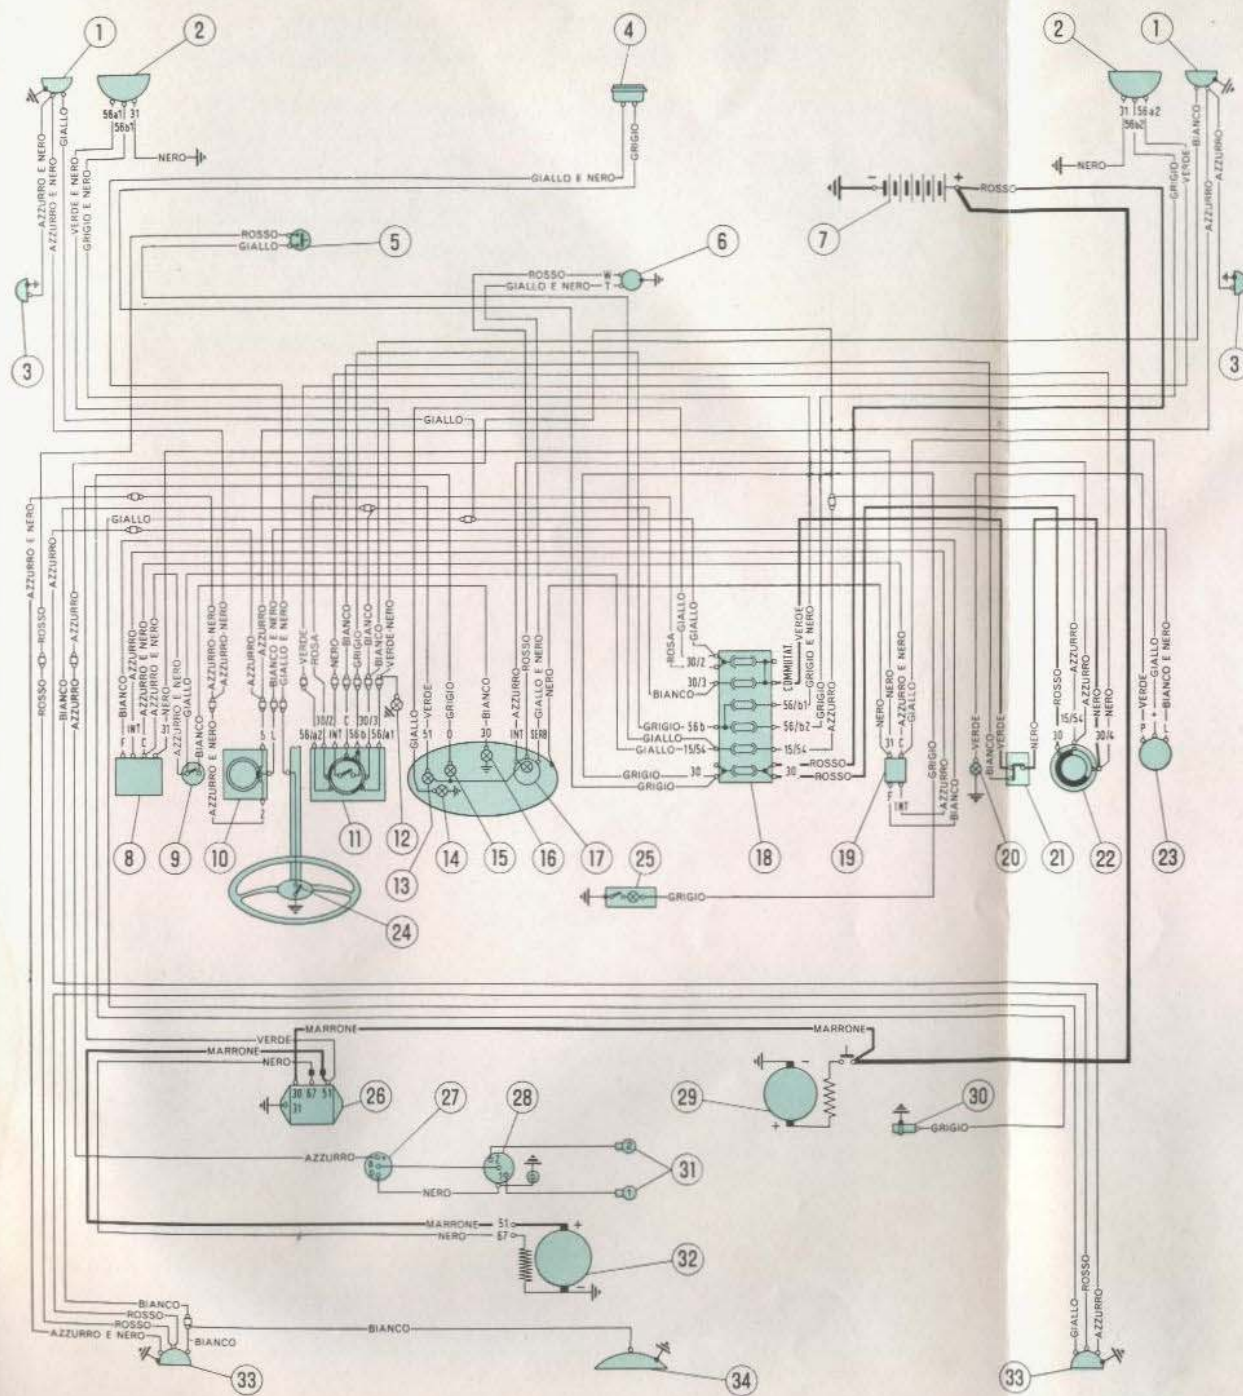 1
2
4
2
1
56a1
56b1
31
GIALLO
AZZURRO E NERO
AZZURRO E NERO
VERDE E NERO
GRIGIO E NERO
NERO
GIALLO E NERO
GRIGIO
31
56a2
56b2
BIANCO
AZZURRO
NERO
GRIGIO
VERDE
AZZURRO
-
+
ROSSO
7
ROSSO
GIALLO
5
6
ROSSO
W
GIALLO E NERO
T
3
3
GIALLO
GIALLO
AZZURRO E NERO
ROSSO
ROSSO
BIANCO
AZZURRO
AZZURRO
BIANCO
AZZURRO
AZZURRO E NERO
AZZURRO E NERO
NERO
AZZURRO E NERO
GIALLO
BIANCO
AZZURRO-NERO
AZZURRO-NERO
AZZURRO E NERO
AZZURRO
AZZURRO
BIANCO E NERO
GIALLO E NERO
VERDE
ROSA
NERO
BIANCO
GRIGIO
BIANCO
BIANCO
VERDE-NERO
GIALLO
VERDE
GRIGIO
BIANCO
AZZURRO
ROSSO
GIALLO E NERO
NERO
F
INT
C
31
S
L
2
56/a2
30/2
INT
C
56b
30/3
56/a1
51
30
INT
SERB
ROSA
GIALLO
GIALLO
30/2
30/3
BIANCO
COMMUTAT.
VERDE
GRIGIO E NERO
GRIGIO
AZZURRO
56/b1
GRIGIO
56b
56/b2
GIALLO
GIALLO
15/54
15/54
GRIGIO
30
30
ROSSO
GRIGIO
ROSSO
NERO
NERO
AZZURRO E NERO
GIALLO
31
C
F
INT
GRIGIO
AZZURRO
BIANCO
VERDE
BIANCO
VERDE
ROSSO
AZZURRO
AZZURRO
NERO
NERO
30
15/54
30/4
VERDE
GIALLO
BIANCO E NERO
P
+
L
8
9
10
11
12
13
14
15
16
17
18
19
20
21
22
23
24
25
GRIGIO
MARRONE
MARRONE
VERDE
MARRONE
NERO
30
67
51
31
26
27
28
29
-
+
30
GRIGIO
AZZURRO
NERO
2
1
31
MARRONE
51
+
NERO
67
-
32
BIANCO
ROSSO
ROSSO
AZZURRO E NERO
BIANCO
BIANCO
33
34
GIALLO
ROSSO
AZZURRO
33